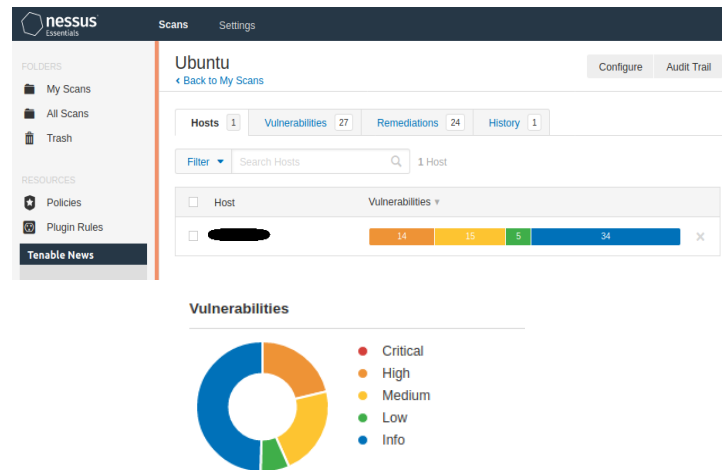 nessus
Essentials
Scans
Settings
FOLDERS
My Scans
All Scans
Trash
RESOURCES
Policies
Plugin Rules
Tenable News
Ubuntu
‹ Back to My Scans
Configure
Audit Trail
Hosts 1
Vulnerabilities 27
Remediations 24
History 1
Filter
Search Hosts
1 Host
Host
Vulnerabilities
14 15 5 34
Vulnerabilities
Critical
High
Medium
Low
Info